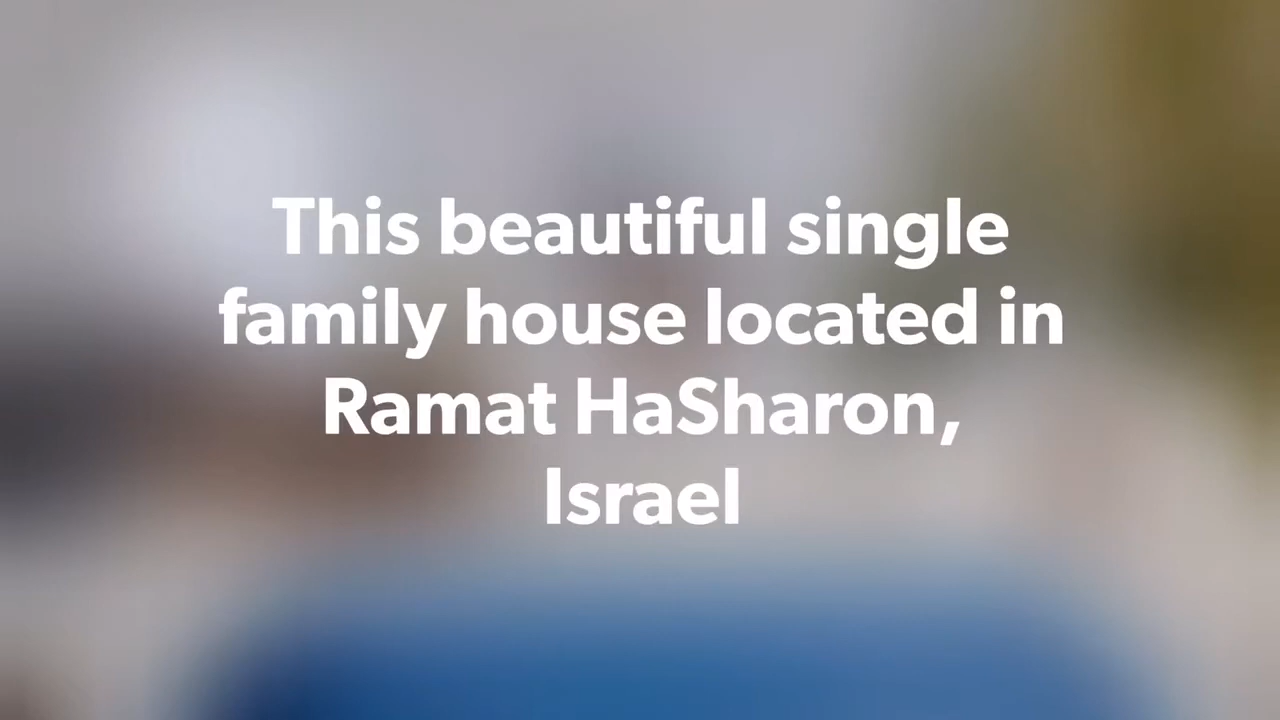 This beautiful single
family house located in
Ramat HaSharon,
Israel